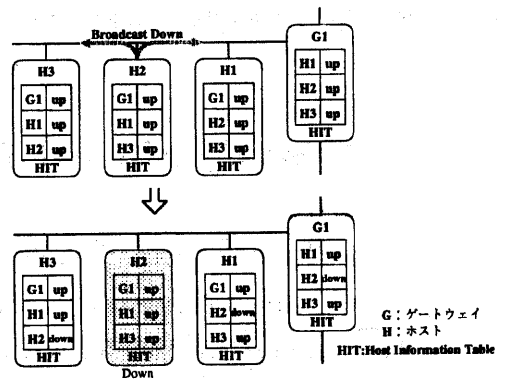 Broadcast Down
G1
H1 up
H2 up
H3 up
HIT
H3
G1 up
H1 up
H2 up
HIT
H2
G1 up
H1 up
H3 up
HIT
H1
G1 up
H2 up
H3 up
HIT
G1
H1 up
H2 down
H3 up
HIT
H3
G1 up
H1 up
H2 down
HIT
H2
G1 up
H1 up
H3 up
HIT
Down
H1
G1 up
H2 down
H3 up
HIT
G：ゲートウェイ
H：ホスト
HIT:Host Information Table